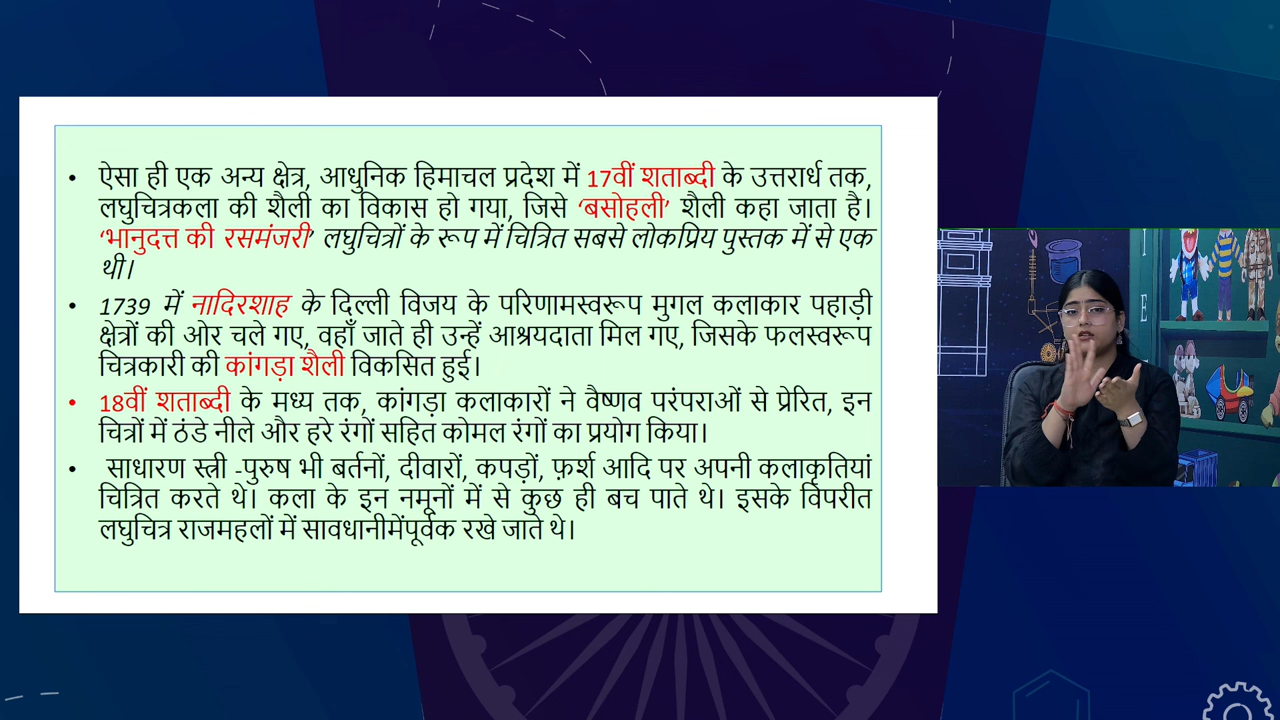 • ऐसा ही एक अन्य क्षेत्र, आधुनिक हिमाचल प्रदेश में 17वीं शताब्दी के उत्तरार्ध तक,
लघुचित्रकला की शैली का विकास हो गया, जिसे ‘बसोहली’ शैली कहा जाता है।
‘भानुदत्त की रसमंजरी’ लघुचित्रों के रूप में चित्रित सबसे लोकप्रिय पुस्तक में से एक
थी।
• 1739 में नादिरशाह के दिल्ली विजय के परिणामस्वरूप मुगल कलाकार पहाड़ी
क्षेत्रों की ओर चले गए, वहाँ जाते ही उन्हें आश्रयदाता मिल गए, जिसके फलस्वरूप
चित्रकारी की कांगड़ा शैली विकसित हुई।
• 18वीं शताब्दी के मध्य तक, कांगड़ा कलाकारों ने वैष्णव परंपराओं से प्रेरित, इन
चित्रों में ठंडे नीले और हरे रंगों सहित कोमल रंगों का प्रयोग किया।
• साधारण स्त्री -पुरुष भी बर्तनों, दीवारों, कपड़ों, फ़र्श आदि पर अपनी कलाकृतियां
चित्रित करते थे। कला के इन नमूनों में से कुछ ही बच पाते थे। इसके विपरीत
लघुचित्र राजमहलों में सावधानीमेंपूर्वक रखे जाते थे।